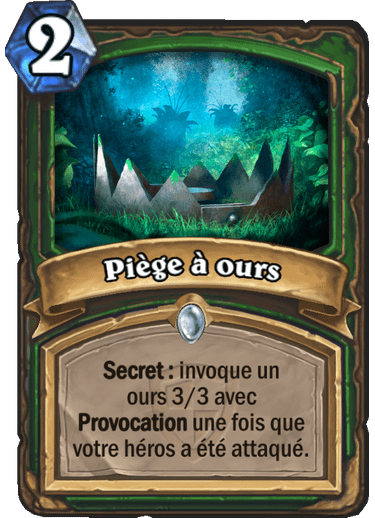 2
Piège à ours
Secret : invoque un
ours 3/3 avec
Provocation une fois que
votre héros a été attaqué.